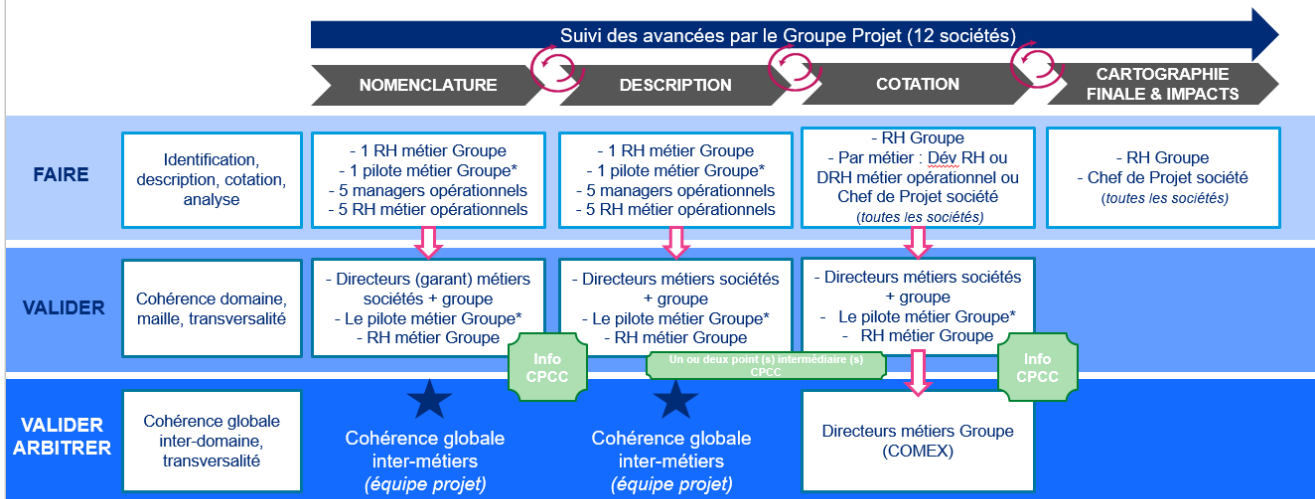 Suivi des avancées par le Groupe Projet (12 sociétés)
NOMENCLATURE
DESCRIPTION
COTATION
CARTOGRAPHIE
FINALE & IMPACTS
FAIRE
Identification,
description, cotation,
analyse
- 1 RH métier Groupe
- 1 pilote métier Groupe*
- 5 managers opérationnels
- 5 RH métier opérationnels
- 1 RH métier Groupe
- 1 pilote métier Groupe*
- 5 managers opérationnels
- 5 RH métier opérationnels
- RH Groupe
- Par métier : Dév RH ou
DRH métier opérationnel ou
Chef de Projet société
(toutes les sociétés)
- RH Groupe
- Chef de Projet société
(toutes les sociétés)
VALIDER
Cohérence domaine,
maille, transversalité
- Directeurs (garant) métiers
sociétés + groupe
- Le pilote métier Groupe*
- RH métier Groupe
- Directeurs métiers sociétés
+ groupe
- Le pilote métier Groupe*
- RH métier Groupe
- Directeurs métiers sociétés
+ groupe
- Le pilote métier Groupe*
- RH métier Groupe
Info
CPCC
Un ou deux point (s) intermédiaire (s)
CPCC
Info
CPCC
VALIDER
ARBITRER
Cohérence globale
inter-domaine,
transversalité
Cohérence globale
inter-métiers
(équipe projet)
Cohérence globale
inter-métiers
(équipe projet)
Directeurs métiers Groupe
(COMEX)